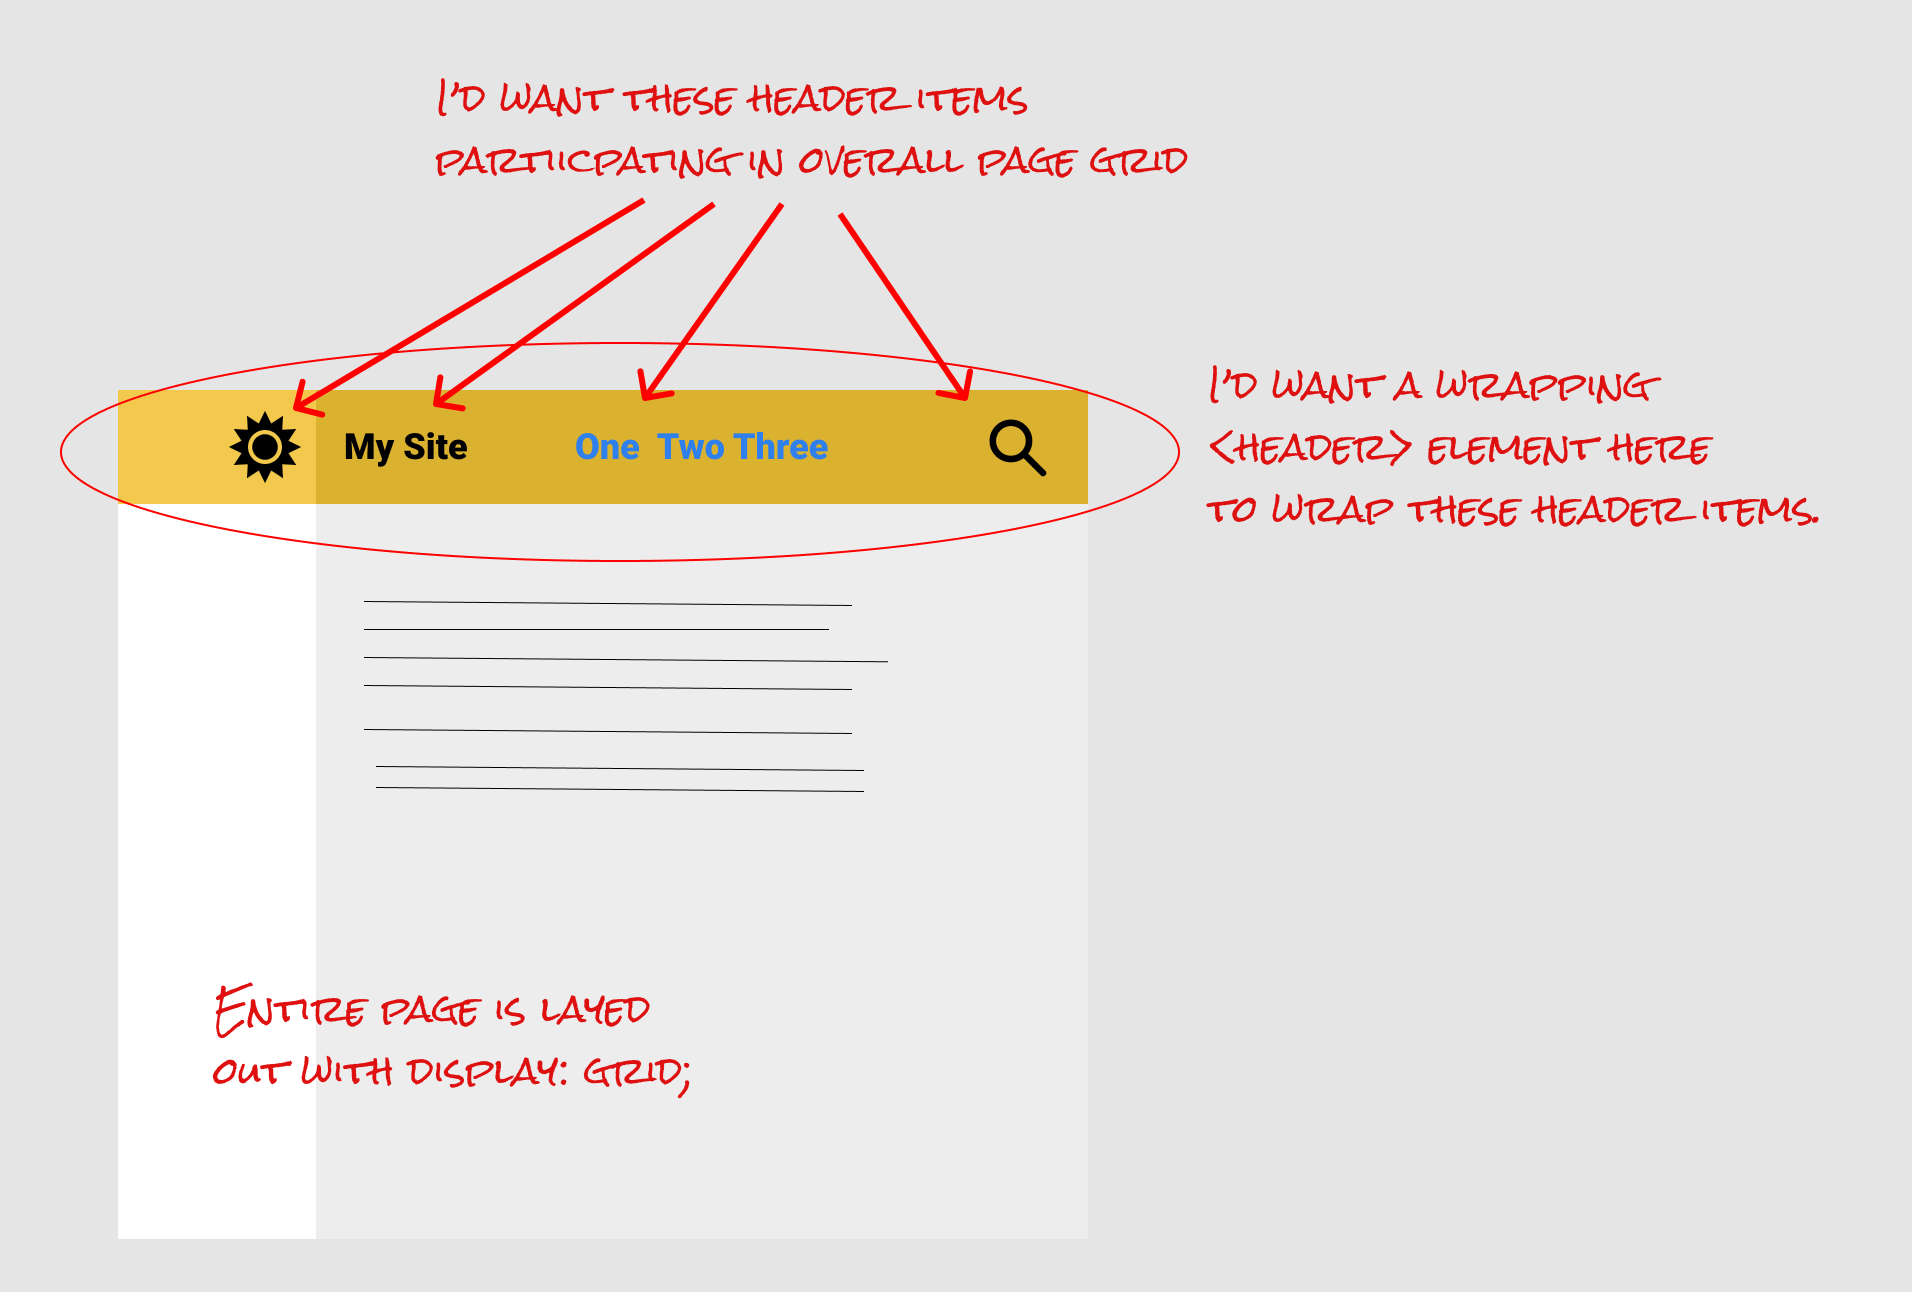 I'd want these header items
particpating in overall page grid
My Site One Two Three
I'd want a wrapping
<header> element here
to wrap these header items.
Entire page is layed
out with display: grid;